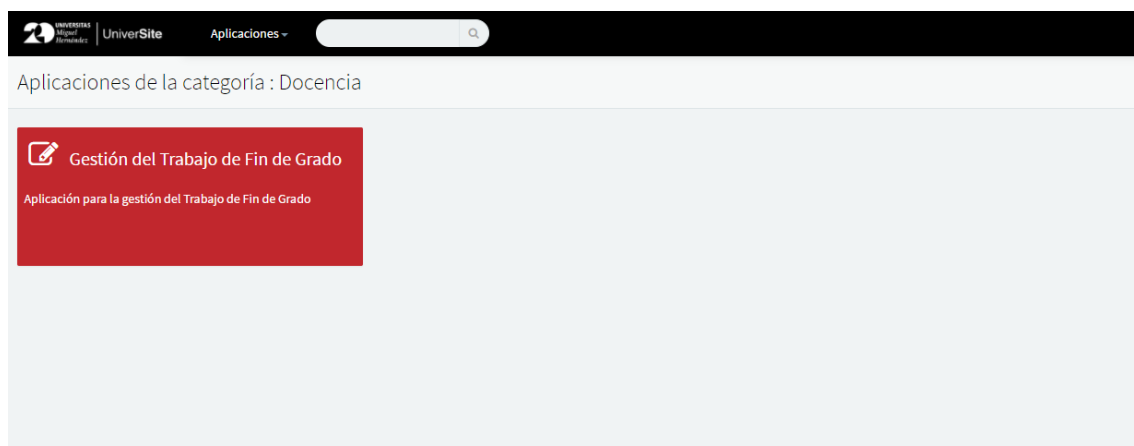 20 UNIVERSITAS
Miguel
Hernández
UniverSite
Aplicaciones
Aplicaciones de la categoría : Docencia
Gestión del Trabajo de Fin de Grado
Aplicación para la gestión del Trabajo de Fin de Grado